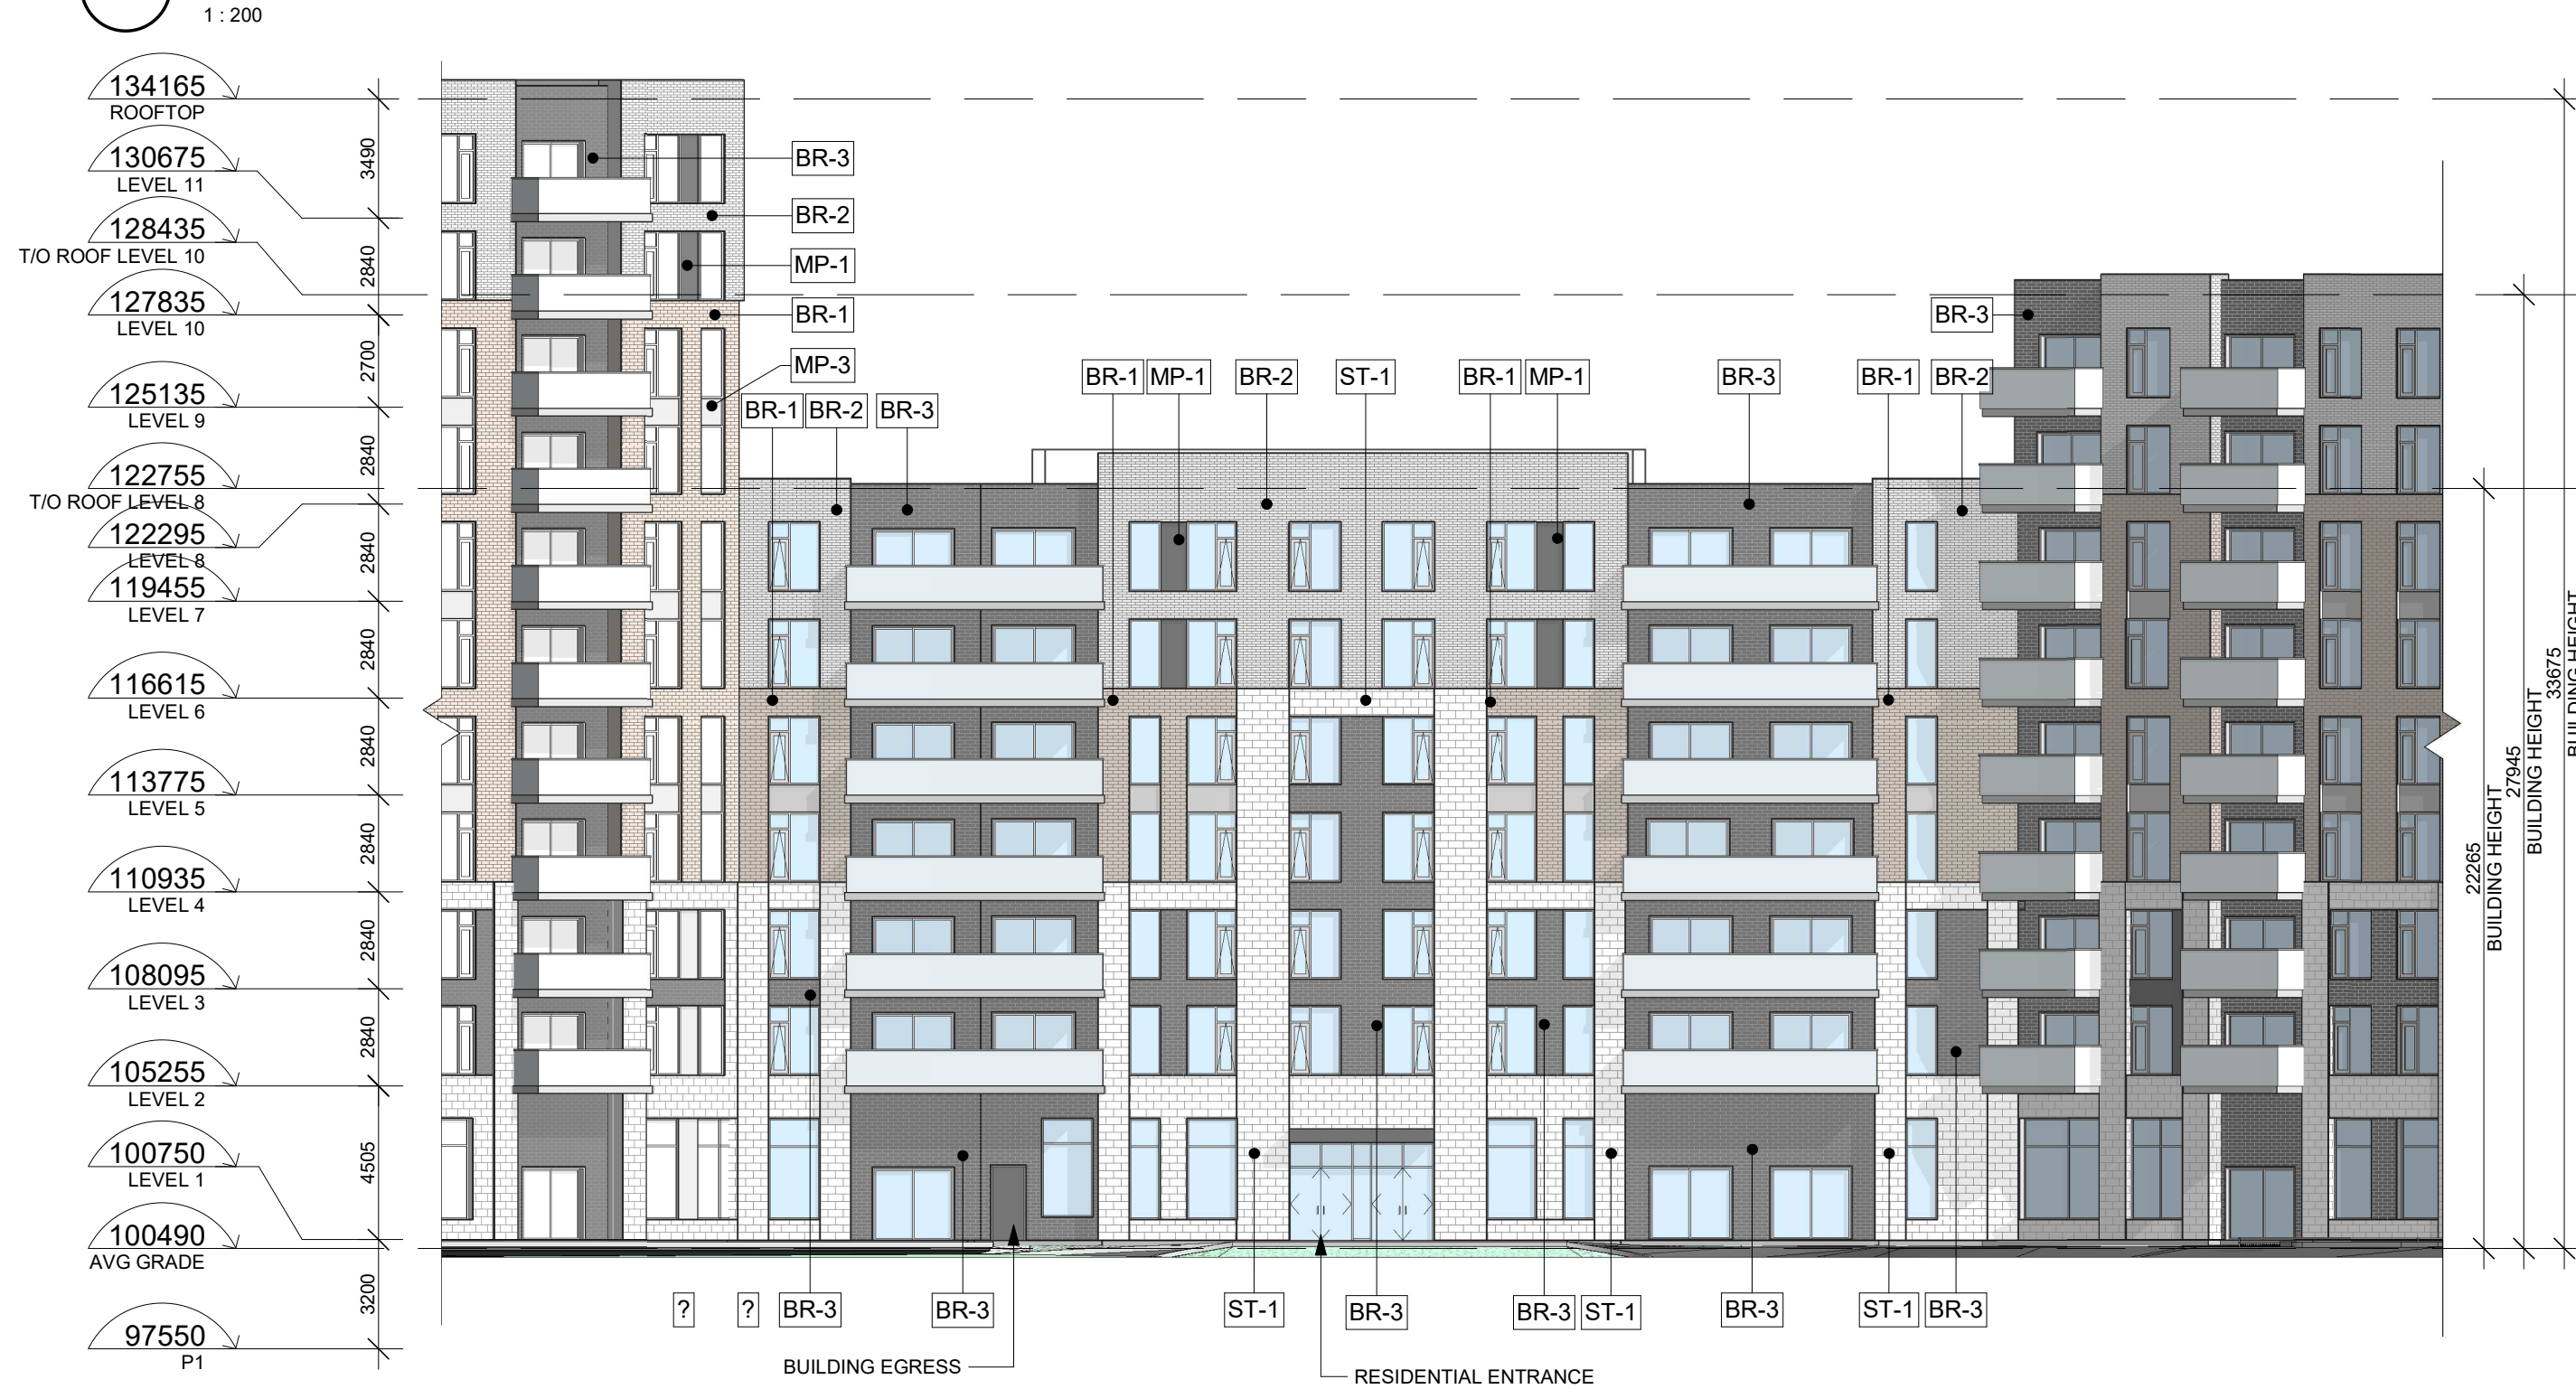 1 : 200
134165
ROOFTOP
130675
LEVEL 11
128435
T/O ROOF LEVEL 10
127835
LEVEL 10
125135
LEVEL 9
122755
T/O ROOF LEVEL 8
122295
LEVEL 8
119455
LEVEL 7
116615
LEVEL 6
113775
LEVEL 5
110935
LEVEL 4
108095
LEVEL 3
105255
LEVEL 2
100750
LEVEL 1
100490
AVG GRADE
97550
P1
3490
2840
2700
2840
2840
2840
2840
2840
2840
2840
4505
3200
BR-3
BR-2
MP-1
BR-1
MP-3
BR-1 BR-2 BR-3
BR-1 MP-1 BR-2 ST-1 BR-1 MP-1 BR-3 BR-1 BR-2
BR-3
? ? BR-3 BR-3 ST-1 BR-3 BR-3 ST-1 BR-3 ST-1 BR-3
BUILDING EGRESS
RESIDENTIAL ENTRANCE
22265
BUILDING HEIGHT
27945
BUILDING HEIGHT
33675
BUILDING HEIGHT